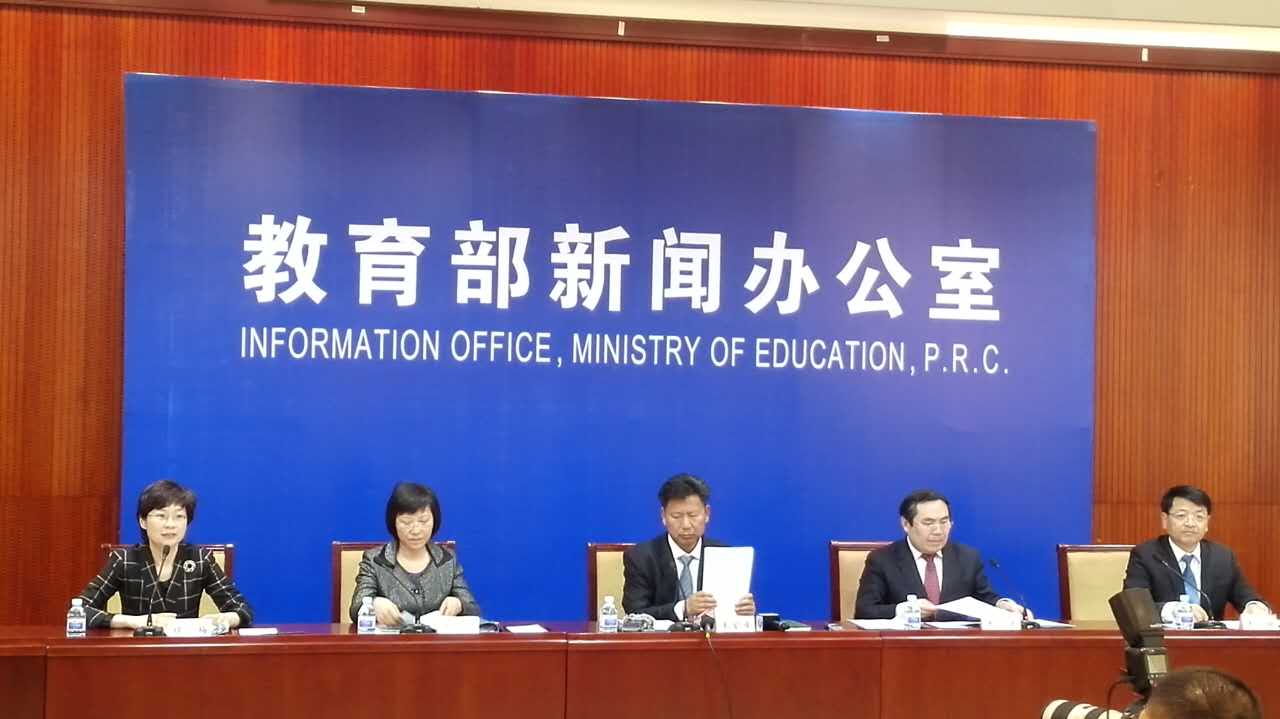 教育部新闻办公室
INFORMATION OFFICE, MINISTRY OF EDUCATION, P.R.C.